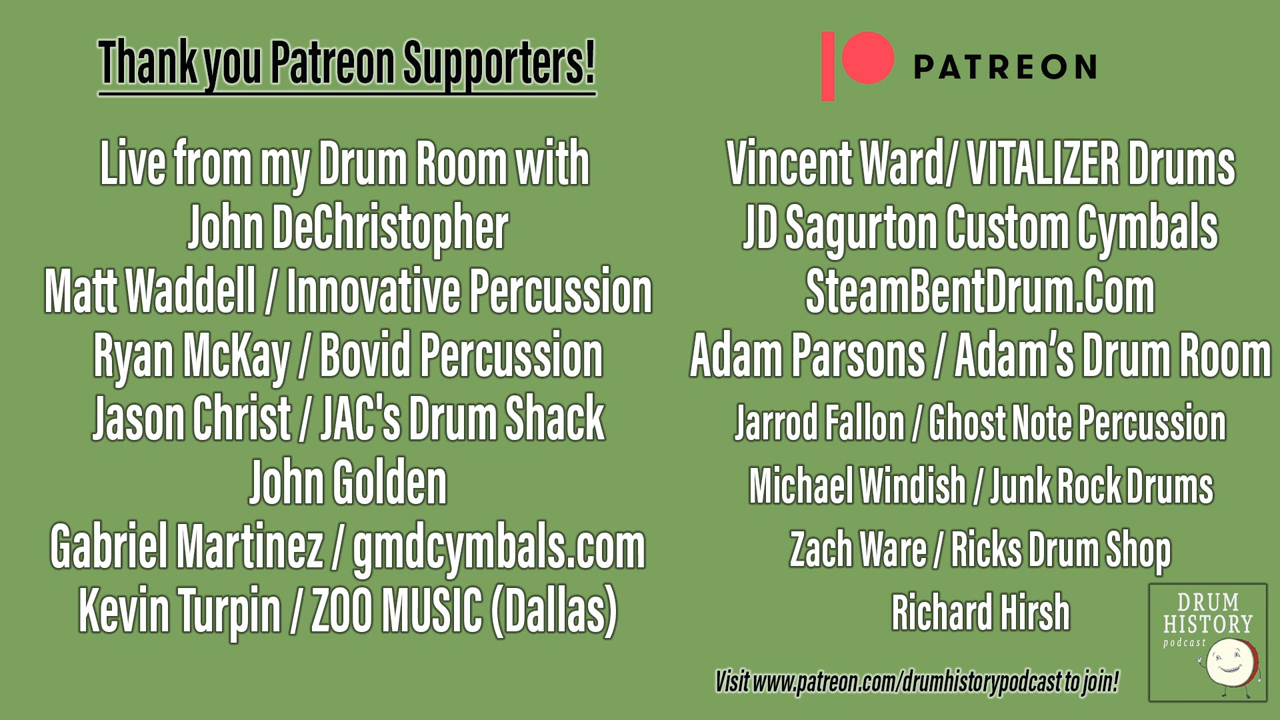 Thank you Patreon Supporters!
PATREON
Live from my Drum Room with
John DeChristopher
Matt Waddell / Innovative Percussion
Ryan McKay / Bovid Percussion
Jason Christ / JAC's Drum Shack
John Golden
Gabriel Martinez / gmdcymbals.com
Kevin Turpin / ZOO MUSIC (Dallas)
Vincent Ward/ VITALIZER Drums
JD Sagurton Custom Cymbals
SteamBentDrum.Com
Adam Parsons / Adam’s Drum Room
Jarrod Fallon / Ghost Note Percussion
Michael Windish / Junk Rock Drums
Zach Ware / Ricks Drum Shop
Richard Hirsh
DRUM
HISTORY
podcast
Visit www.patreon.com/drumhistorypodcast to join!